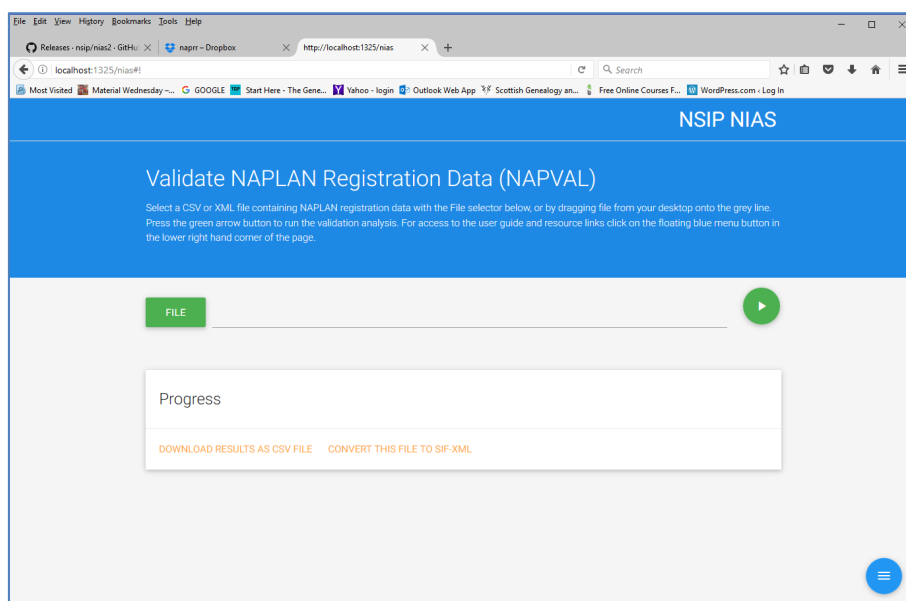 File Edit View History Bookmarks Tools Help
Releases · nsip/nias2 · GitHu
naprr – Dropbox
http://localhost:1325/nias
localhost:1325/nias#!
Search
Most Visited Material Wednesday –... GOOGLE Start Here - The Gene... Yahoo - login Outlook Web App Scottish Genealogy an... Free Online Courses F... WordPress.com ‹ Log In
NSIP NIAS
Validate NAPLAN Registration Data (NAPVAL)
Select a CSV or XML file containing NAPLAN registration data with the File selector below, or by dragging file from your desktop onto the grey line.
Press the green arrow button to run the validation analysis. For access to the user guide and resource links click on the floating blue menu button in
the lower right hand corner of the page.
FILE
Progress
DOWNLOAD RESULTS AS CSV FILE CONVERT THIS FILE TO SIF-XML